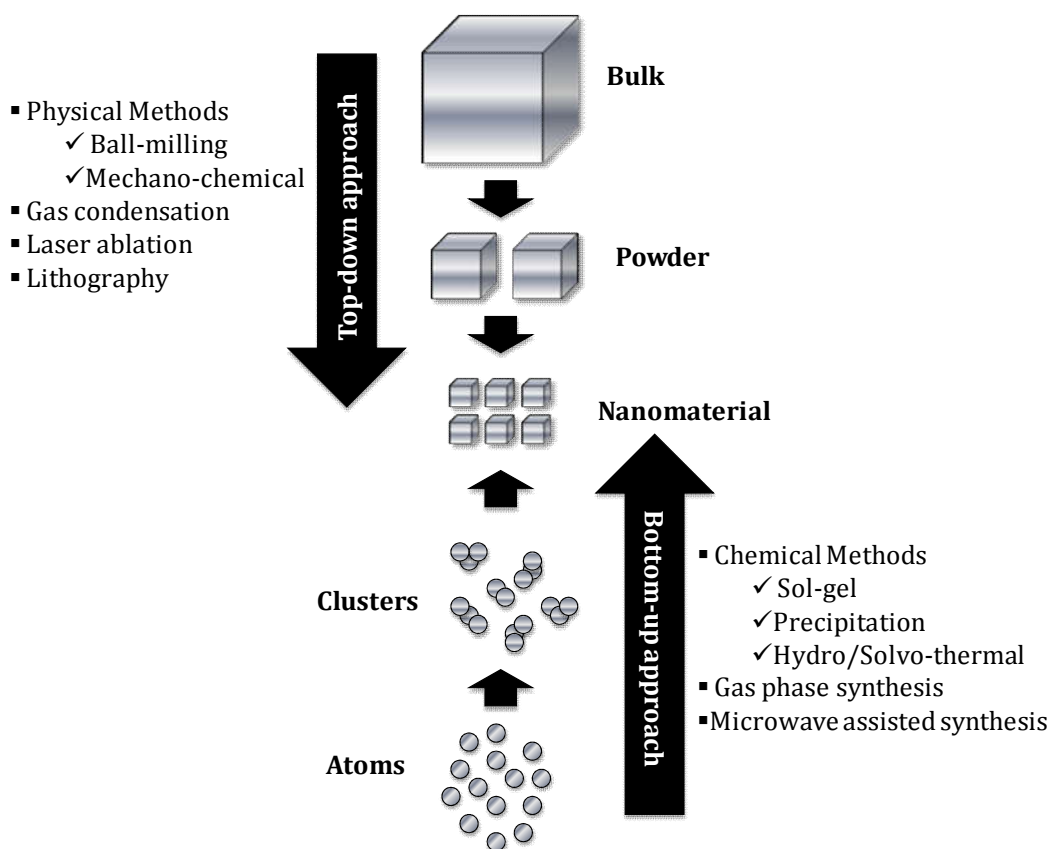 Bulk
▪ Physical Methods
✓ Ball-milling
✓Mechano-chemical
▪ Gas condensation
▪ Laser ablation
▪ Lithography
Top-down approach
Powder
Nanomaterial
Clusters
Bottom-up approach
▪ Chemical Methods
✓ Sol-gel
✓Precipitation
✓Hydro/Solvo-thermal
▪ Gas phase synthesis
▪Microwave assisted synthesis
Atoms